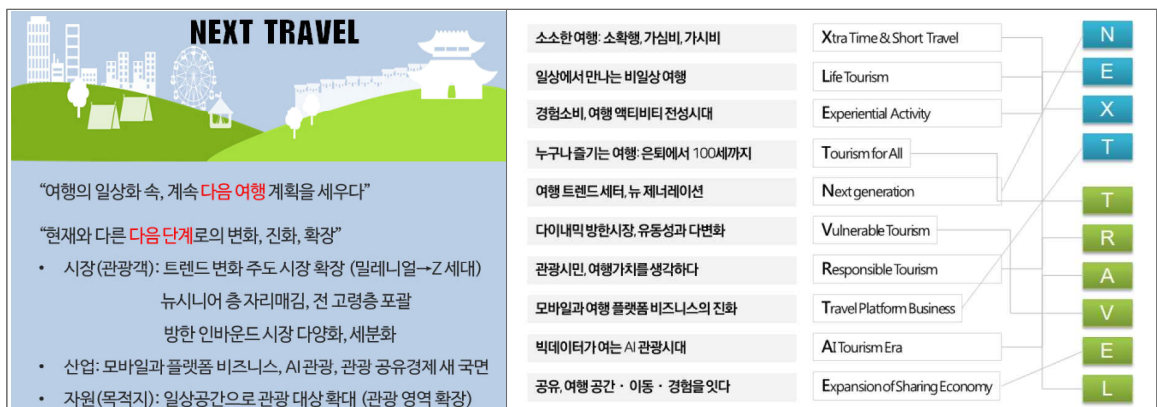 NEXT TRAVEL
“여행의 일상화 속, 계속 다음 여행 계획을 세우다”
“현재와 다른 다음 단계로의 변화, 진화, 확장”
• 시장(관광객): 트렌드 변화 주도 시장 확장 (밀레니얼→Z 세대)
뉴시니어 층 자리매김, 전 고령층 포괄
방한 인바운드 시장 다양화, 세분화
• 산업: 모바일과 플랫폼 비즈니스, AI 관광, 관광 공유경제 새 국면
• 자원(목적지): 일상공간으로 관광 대상 확대 (관광 영역 확장)
소소한 여행: 소확행, 가심비, 가시비
일상에서 만나는 비일상 여행
경험소비, 여행 액티비티 전성시대
누구나 즐기는 여행: 은퇴에서 100세까지
여행 트렌드 세터, 뉴 제너레이션
다이내믹 방한시장, 유동성과 다변화
관광시민, 여행가치를 생각하다
모바일과 여행 플랫폼 비즈니스의 진화
빅데이터가 여는 AI 관광시대
공유, 여행 공간 · 이동 · 경험을 잇다
Xtra Time & Short Travel
Life Tourism
Experiential Activity
Tourism for All
Next generation
Vulnerable Tourism
Responsible Tourism
Travel Platform Business
AI Tourism Era
Expansion of Sharing Economy
N
E
X
T
T
R
A
V
E
L